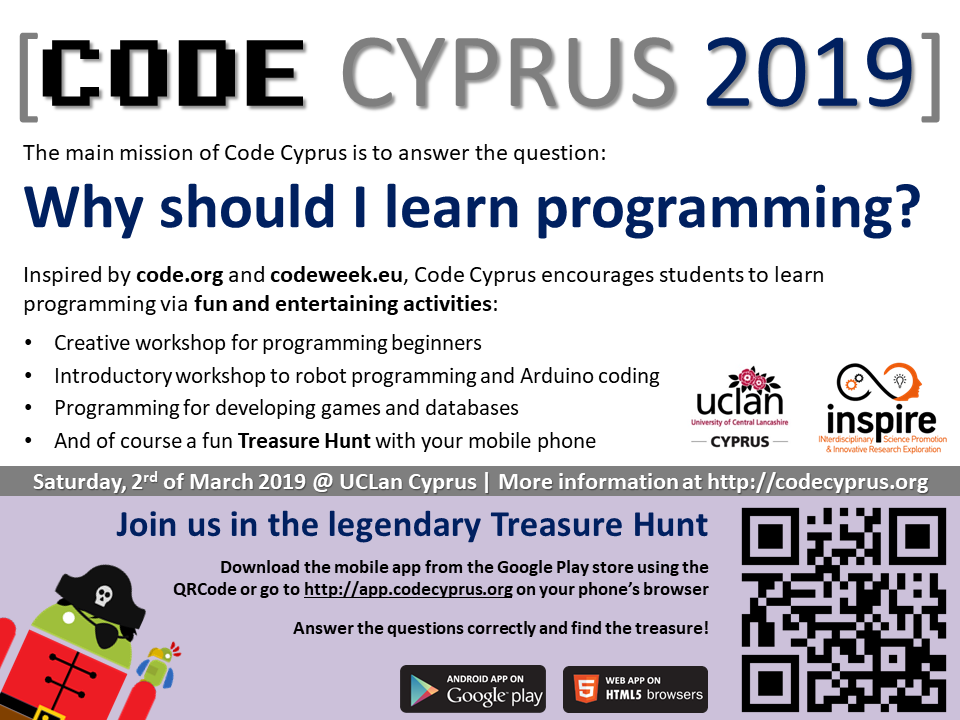 [CODE CYPRUS 2019]
The main mission of Code Cyprus is to answer the question:
Why should I learn programming?
Inspired by code.org and codeweek.eu, Code Cyprus encourages students to learn
programming via fun and entertaining activities:
• Creative workshop for programming beginners
• Introductory workshop to robot programming and Arduino coding
• Programming for developing games and databases
• And of course a fun Treasure Hunt with your mobile phone
uclan
University of Central Lancashire
CYPRUS
inspire
INterdisciplinary Science Promotion
& Innovative Research Exploration
Saturday, 2rd of March 2019 @ UCLan Cyprus | More information at http://codecyprus.org
Join us in the legendary Treasure Hunt
Download the mobile app from the Google Play store using the
QRCode or go to http://app.codecyprus.org on your phone's browser
Answer the questions correctly and find the treasure!
ANDROID APP ON
Google play
5
WEB APP ON
HTML5 browsers